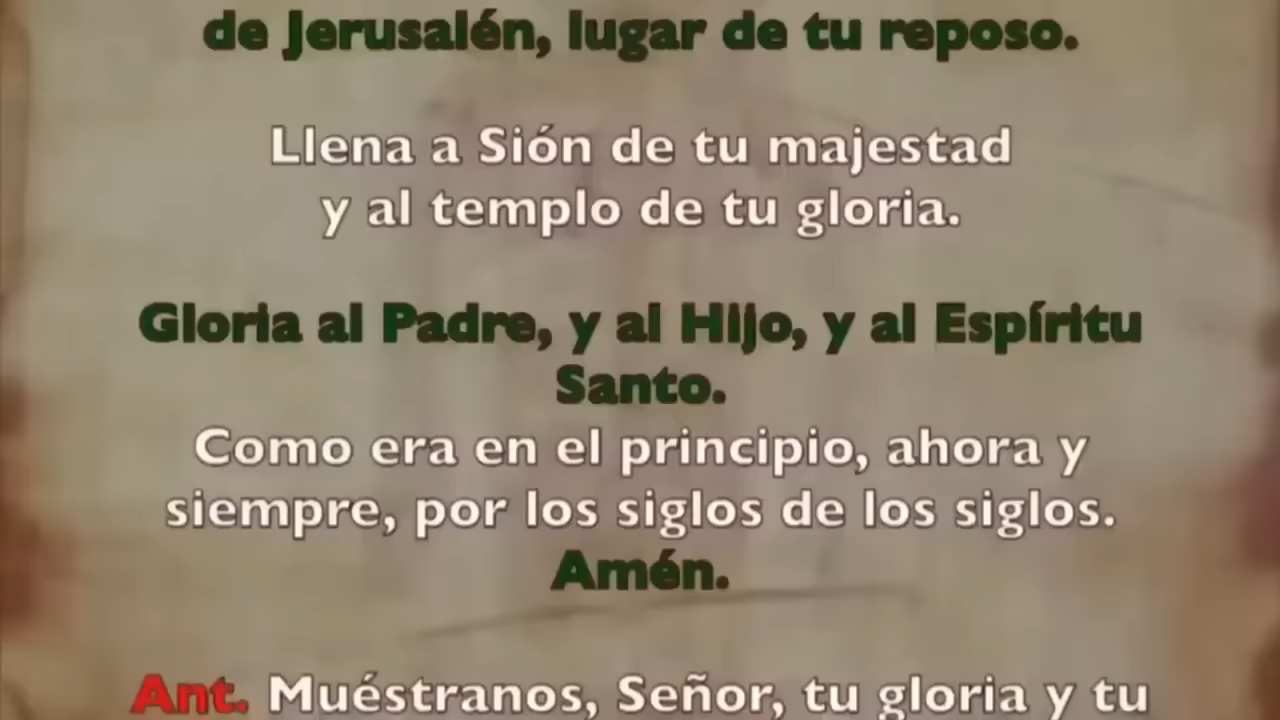 de Jerusalén, lugar de tu reposo.
Llena a Sión de tu majestad
y al templo de tu gloria.
Gloria al Padre, y al Hijo, y al Espíritu
Santo.
Como era en el principio, ahora y
siempre, por los siglos de los siglos.
Amén.
Ant. Muéstranos, Señor, tu gloria y tu